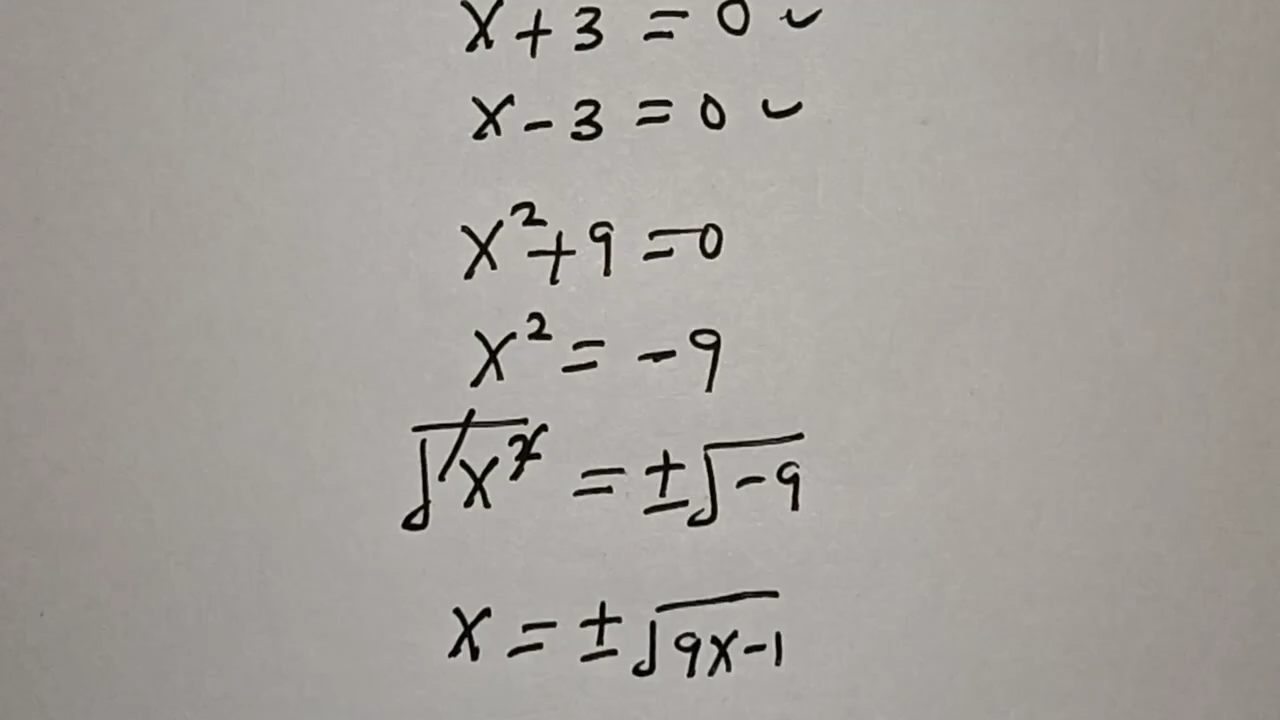 x + 3 = 0 ✓
x - 3 = 0 ✓
x² + 9 = 0
x² = -9
√x² = ±√-9
x = ±√9x-1